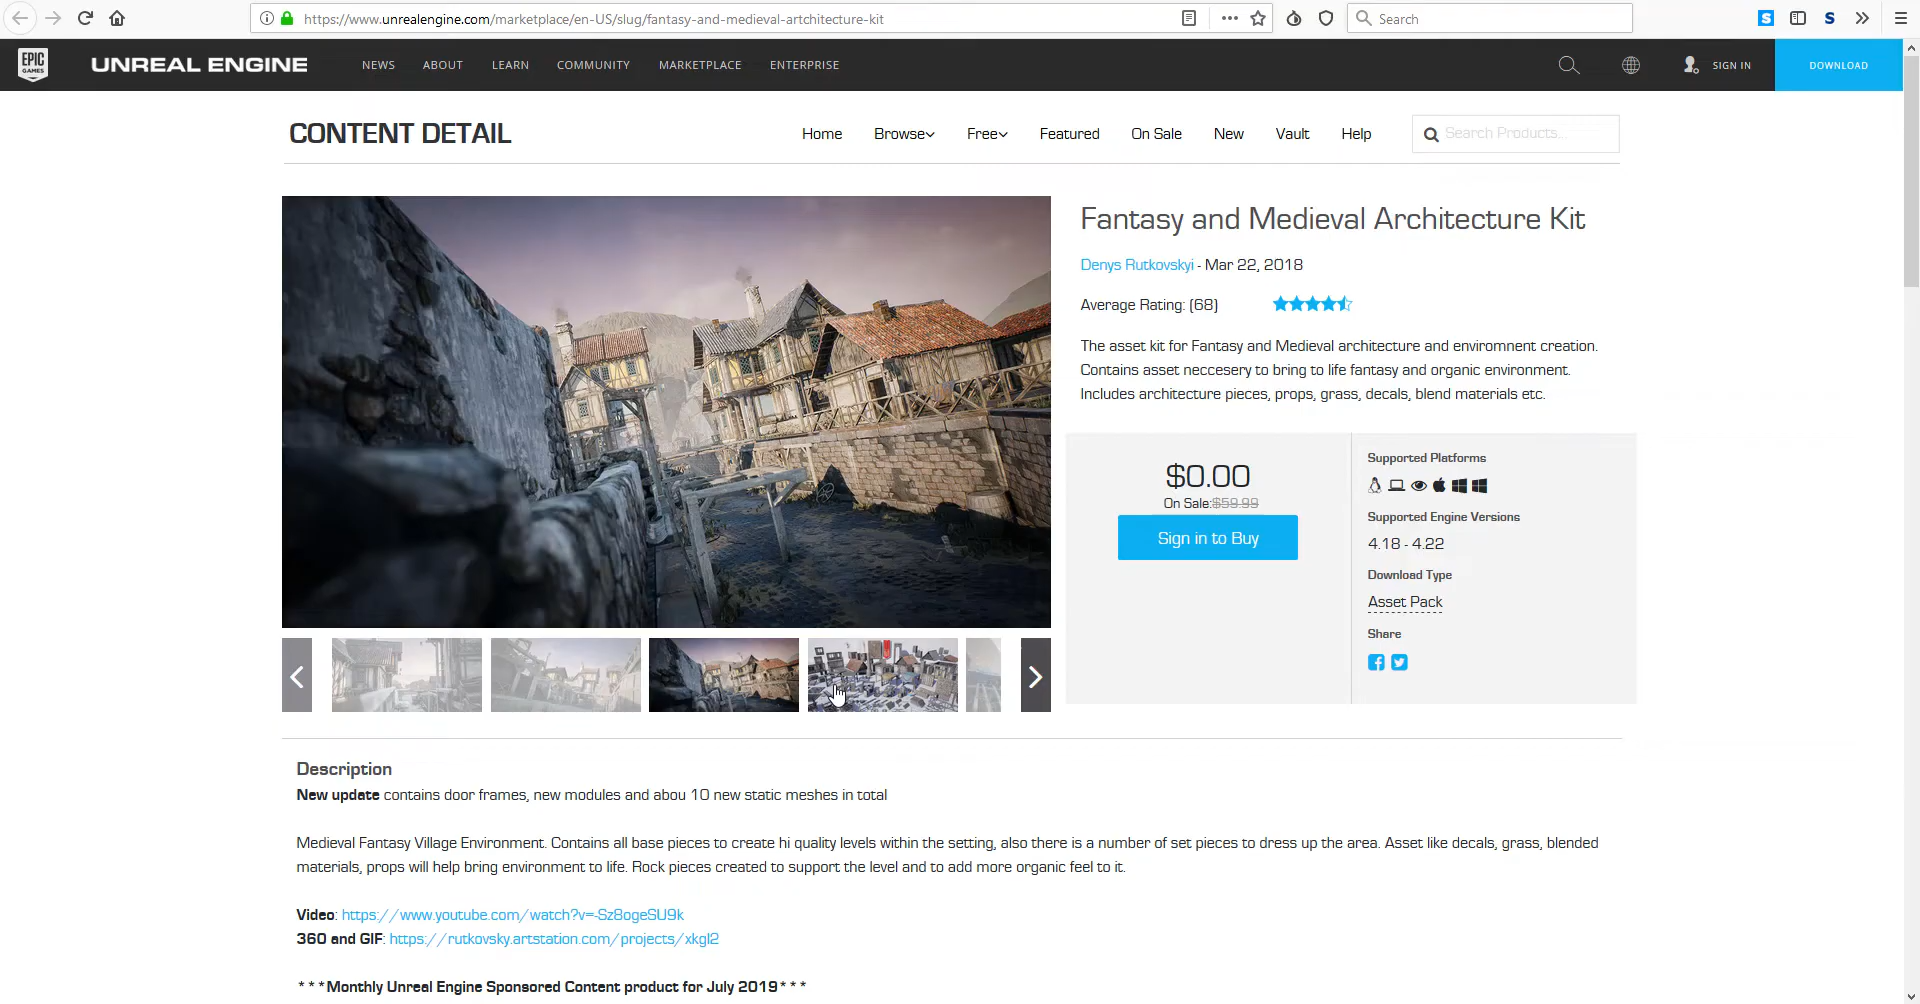 https://www.unrealengine.com/marketplace/en-US/slug/fantasy-and-medieval-artchitecture-kit
Search
EPIC GAMES
UNREAL ENGINE
NEWS
ABOUT
LEARN
COMMUNITY
MARKETPLACE
ENTERPRISE
SIGN IN
DOWNLOAD
CONTENT DETAIL
Home
Browse
Free
Featured
On Sale
New
Vault
Help
Search Products...
Fantasy and Medieval Architecture Kit
Denys Rutkovskyi - Mar 22, 2018
Average Rating: (68)
The asset kit for Fantasy and Medieval architecture and enviromnent creation.
Contains asset neccesery to bring to life fantasy and organic environment.
Includes architecture pieces, props, grass, decals, blend materials etc.
$0.00
On Sale:$59.99
Sign in to Buy
Supported Platforms
Supported Engine Versions
4.18 - 4.22
Download Type
Asset Pack
Share
Description
New update contains door frames, new modules and abou 10 new static meshes in total
Medieval Fantasy Village Environment. Contains all base pieces to create hi quality levels within the setting, also there is a number of set pieces to dress up the area. Asset like decals, grass, blended
materials, props will help bring environment to life. Rock pieces created to support the level and to add more organic feel to it.
Video: https://www.youtube.com/watch?v=-Sz8ogeSU9k
360 and GIF: https://rutkovsky.artstation.com/projects/xkgl2
***Monthly Unreal Engine Sponsored Content product for July 2019***